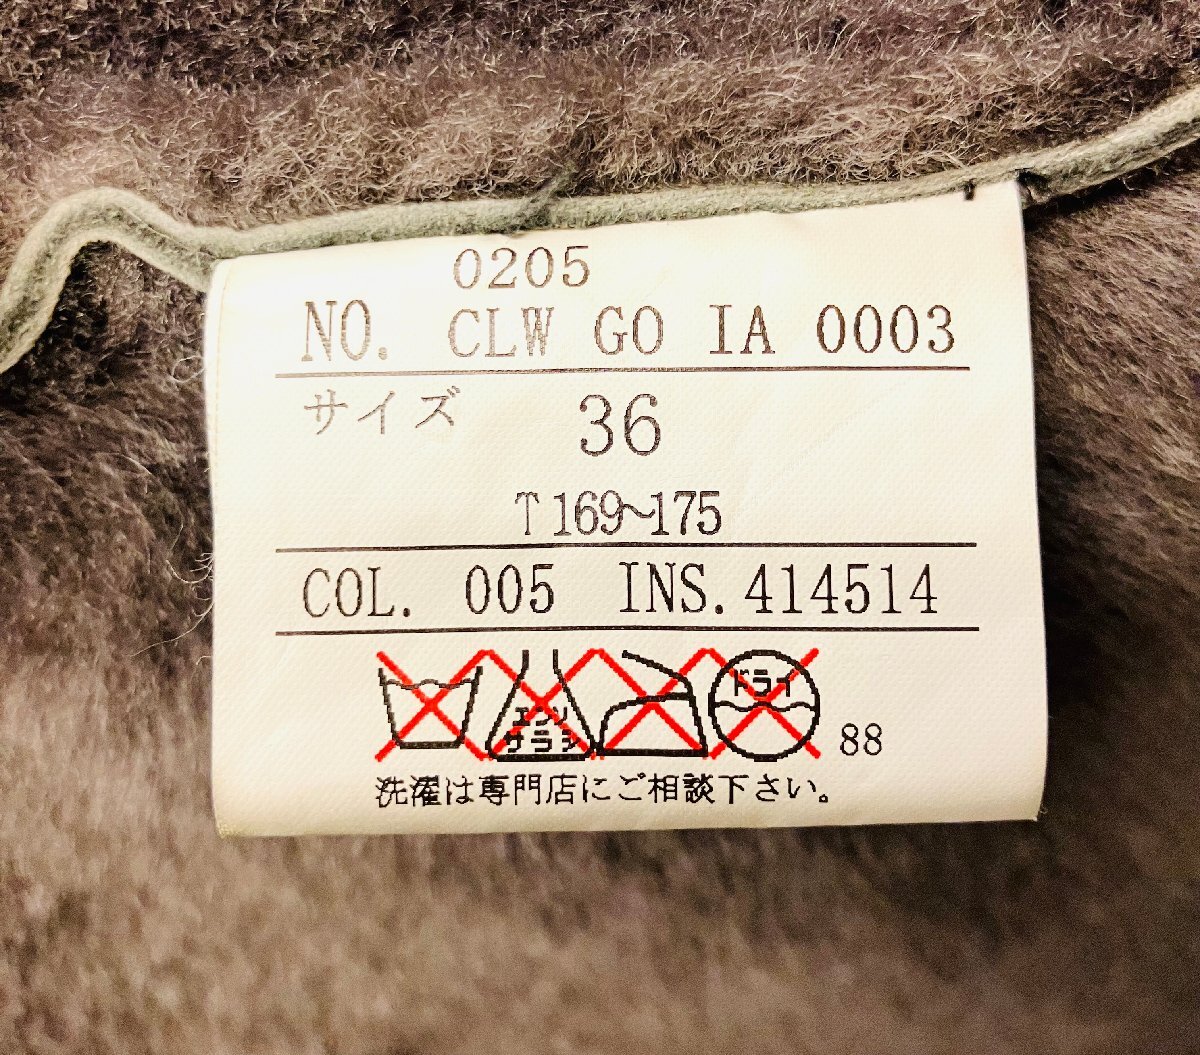 0205
NO. CLW GO IA 0003
サイズ 36
T169~175
COL. 005 INS.414514
エンソ
サラシ
ドライ
88
洗濯は専門店にご相談下さい。